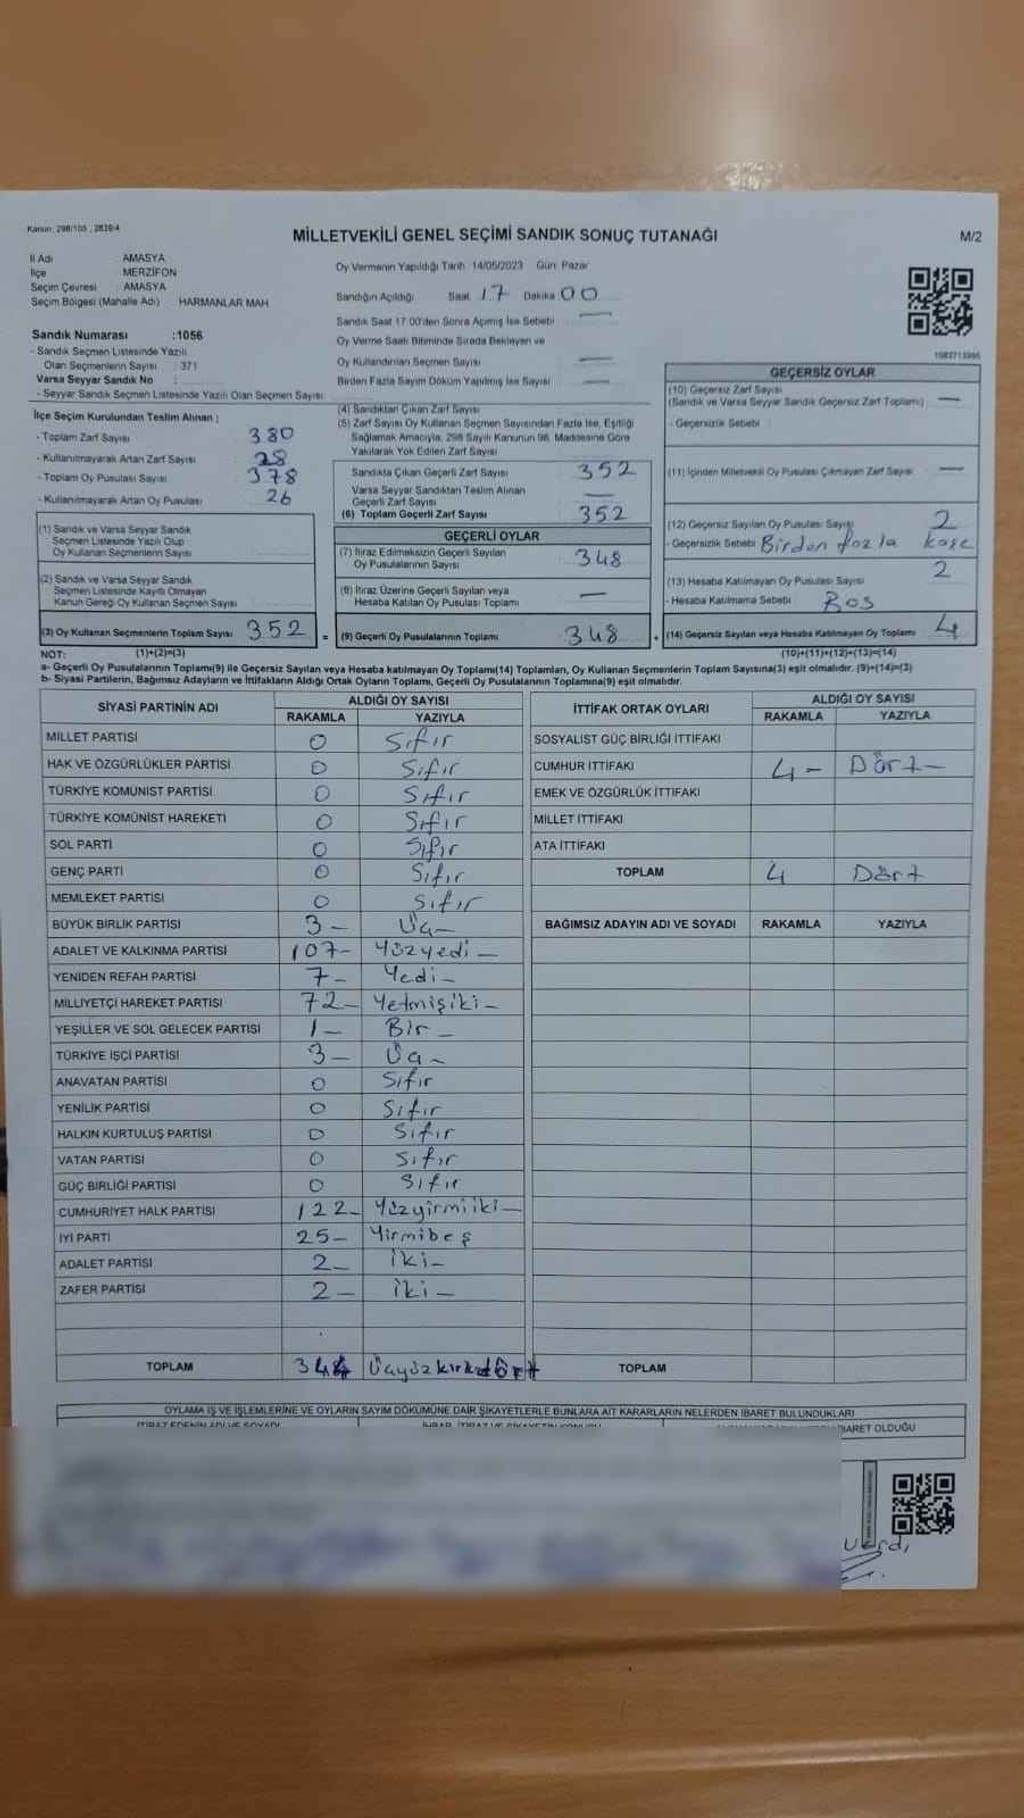 Kanun: 298/105 , 2839/4
MİLLETVEKİLİ GENEL SEÇİMİ SANDIK SONUÇ TUTANAĞI
M/2
İl Adı AMASYA
İlçe MERZİFON
Seçim Çevresi AMASYA
Seçim Bölgesi (Mahalle Adı) HARMANLAR MAH.
Sandık Numarası :1056
- Sandık Seçmen Listesinde Yazılı
Olan Seçmenlerin Sayısı : 371
Varsa Seyyar Sandık No :
- Seyyar Sandık Seçmen Listesinde Yazılı Olan Seçmen Sayısı:
İlçe Seçim Kurulundan Teslim Alınan ;
- Toplam Zarf Sayısı 380
- Kullanılmayarak Artan Zarf Sayısı 28
- Toplam Oy Pusulası Sayısı 378
- Kullanılmayarak Artan Oy Pusulası 26
(1) Sandık ve Varsa Seyyar Sandık
Seçmen Listesinde Yazılı Olup
Oy Kullanan Seçmenlerin Sayısı
(2) Sandık ve Varsa Seyyar Sandık
Seçmen Listesinde Kayıtlı Olmayan
Kanun Gereği Oy Kullanan Seçmen Sayısı
(3) Oy Kullanan Seçmenlerin Toplam Sayısı 352 =
Oy Vermenin Yapıldığı Tarih 14/05/2023 Gün: Pazar
Sandığın Açıldığı Saat 17 Dakika 00
Sandık Saat 17:00'den Sonra Açılmış İse Sebebi —
Oy Verme Saati Bitiminde Sırada Bekleyen ve
Oy Kullandırılan Seçmen Sayısı —
Birden Fazla Sayım Döküm Yapılmış İse Sayısı —
(4) Sandıktan Çıkan Zarf Sayısı
(5) Zarf Sayısı Oy Kullanan Seçmen Sayısından Fazla İse, Eşitliği
Sağlamak Amacıyla, 298 Sayılı Kanunun 98. Maddesine Göre
Yakılarak Yok Edilen Zarf Sayısı
Sandıkta Çıkan Geçerli Zarf Sayısı 352
Varsa Seyyar Sandıktan Teslim Alınan
Geçerli Zarf Sayısı —
(6) Toplam Geçerli Zarf Sayısı 352
GEÇERLİ OYLAR
(7) İtiraz Edilmeksizin Geçerli Sayılan
Oy Pusulalarının Sayısı 348
(8) İtiraz Üzerine Geçerli Sayılan veya
Hesaba Katılan Oy Pusulası Toplamı —
(9) Geçerli Oy Pusulalarının Toplamı 348 +
GEÇERSİZ OYLAR
(10) Geçersiz Zarf Sayısı
(Sandık ve Varsa Seyyar Sandık Geçersiz Zarf Toplamı) —
- Geçersizlik Sebebi :
(11) İçinden Milletvekili Oy Pusulası Çıkmayan Zarf Sayısı —
(12) Geçersiz Sayılan Oy Pusulası Sayısı 2
- Geçersizlik Sebebi Birden fazla kaşe
(13) Hesaba Katılmayan Oy Pusulası Sayısı 2
- Hesaba Katılmama Sebebi Boş
(14) Geçersiz Sayılan veya Hesaba Katılmayan Oy Toplamı 4
NOT: (1)+(2)=(3) (10)+(11)+(12)+(13)=(14)
a- Geçerli Oy Pusulalarının Toplamı(9) ile Geçersiz Sayılan veya Hesaba katılmayan Oy Toplamı(14) Toplamları, Oy Kullanan Seçmenlerin Toplam Sayısına(3) eşit olmalıdır. (9)+(14)=(3)
b- Siyasi Partilerin, Bağımsız Adayların ve İttifakların Aldığı Ortak Oyların Toplamı, Geçerli Oy Pusulalarının Toplamına(9) eşit olmalıdır.
SİYASİ PARTİNİN ADI ALDIĞI OY SAYISI
RAKAMLA YAZIYLA
MİLLET PARTİSİ 0 Sıfır
HAK VE ÖZGÜRLÜKLER PARTİSİ 0 Sıfır
TÜRKİYE KOMÜNİST PARTİSİ 0 Sıfır
TÜRKİYE KOMÜNİST HAREKETİ 0 Sıfır
SOL PARTİ 0 Sıfır
GENÇ PARTİ 0 Sıfır
MEMLEKET PARTİSİ 0 Sıfır
BÜYÜK BİRLİK PARTİSİ 3- Üç-
ADALET VE KALKINMA PARTİSİ 107- Yüzyedi-
YENİDEN REFAH PARTİSİ 7- Yedi-
MİLLİYETÇİ HAREKET PARTİSİ 72- Yetmişiki-
YEŞİLLER VE SOL GELECEK PARTİSİ 1- Bir-
TÜRKİYE İŞÇİ PARTİSİ 3- Üç-
ANAVATAN PARTİSİ 0 Sıfır
YENİLİK PARTİSİ 0 Sıfır
HALKIN KURTULUŞ PARTİSİ 0 Sıfır
VATAN PARTİSİ 0 Sıfır
GÜÇ BİRLİĞİ PARTİSİ 0 Sıfır
CUMHURİYET HALK PARTİSİ 122- Yüzyirmiiki-
İYİ PARTİ 25- Yirmibeş
ADALET PARTİSİ 2- İki-
ZAFER PARTİSİ 2- İki-
TOPLAM 344 Üçyüzkırkdört
İTTİFAK ORTAK OYLARI ALDIĞI OY SAYISI
RAKAMLA YAZIYLA
SOSYALİST GÜÇ BİRLİĞİ İTTİFAKI
CUMHUR İTTİFAKI 4- Dört-
EMEK VE ÖZGÜRLÜK İTTİFAKI
MİLLET İTTİFAKI
ATA İTTİFAKI
TOPLAM 4 Dört
BAĞIMSIZ ADAYIN ADI VE SOYADI RAKAMLA YAZIYLA
TOPLAM
OYLAMA İŞ VE İŞLEMLERİNE VE OYLARIN SAYIM DÖKÜMÜNE DAİR ŞİKAYETLERLE BUNLARA AİT KARARLARIN NELERDEN İBARET BULUNDUKLARI
İTİRAZ EDENİN ADI VE SOYADI
İBARET OLDUĞU